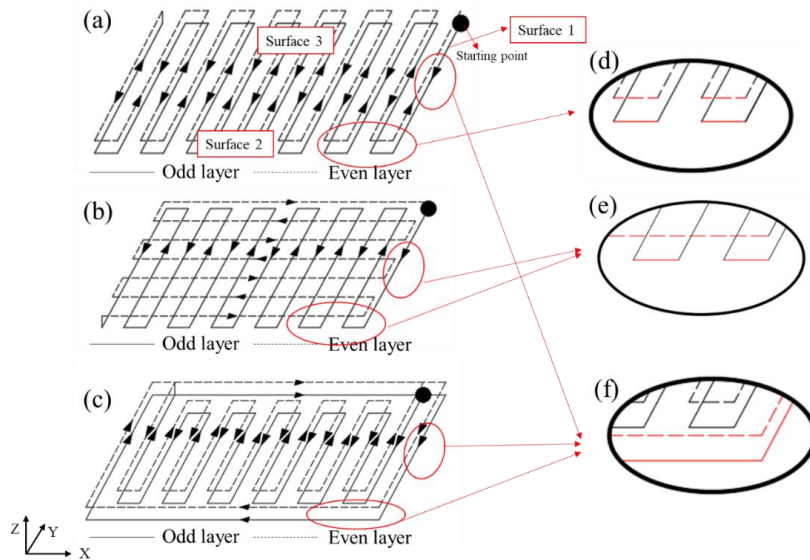 (a)
Surface 3
Surface 1
Starting point
(d)
Surface 2
Odd layer
Even layer
(b)
(e)
Odd layer
Even layer
(c)
(f)
Odd layer
Even layer
Z
Y
X